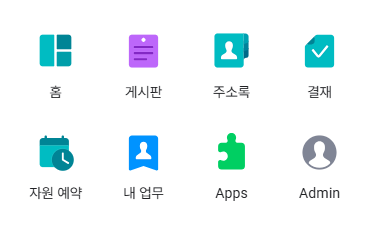 홈
게시판
주소록
결재
자원 예약
내 업무
Apps
Admin